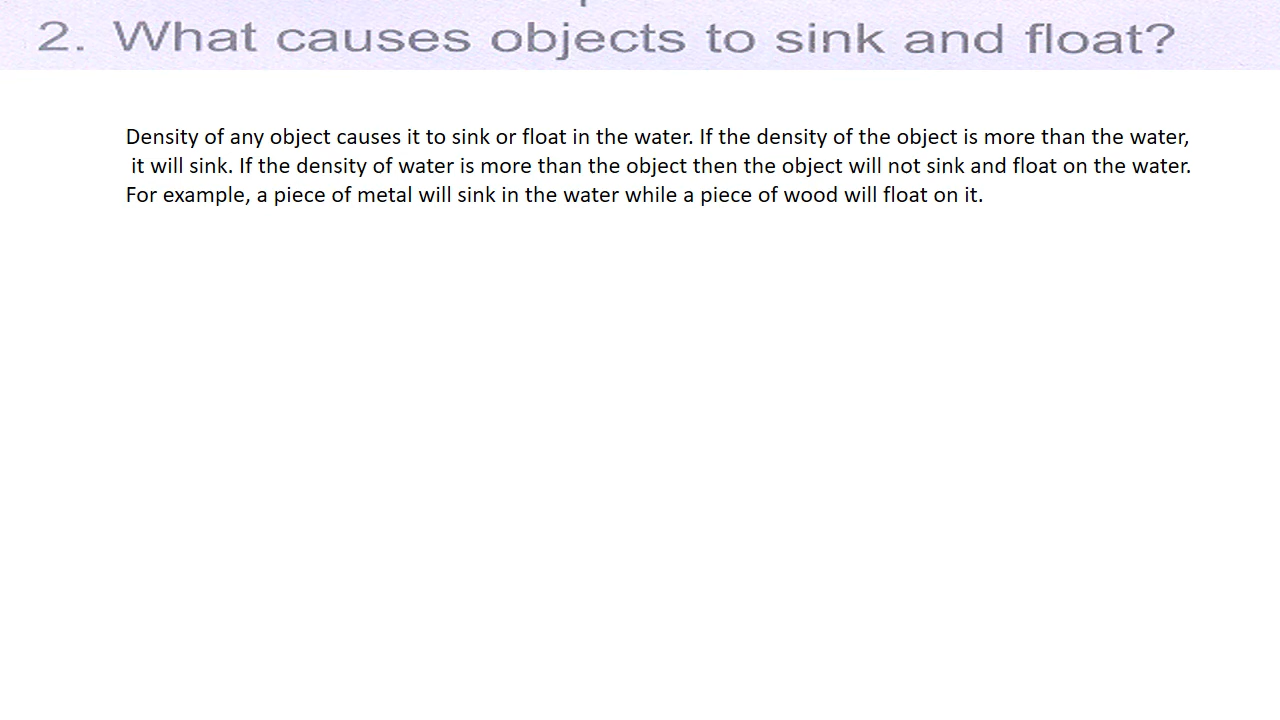 2. What causes objects to sink and float?
Density of any object causes it to sink or float in the water. If the density of the object is more than the water,
it will sink. If the density of water is more than the object then the object will not sink and float on the water.
For example, a piece of metal will sink in the water while a piece of wood will float on it.